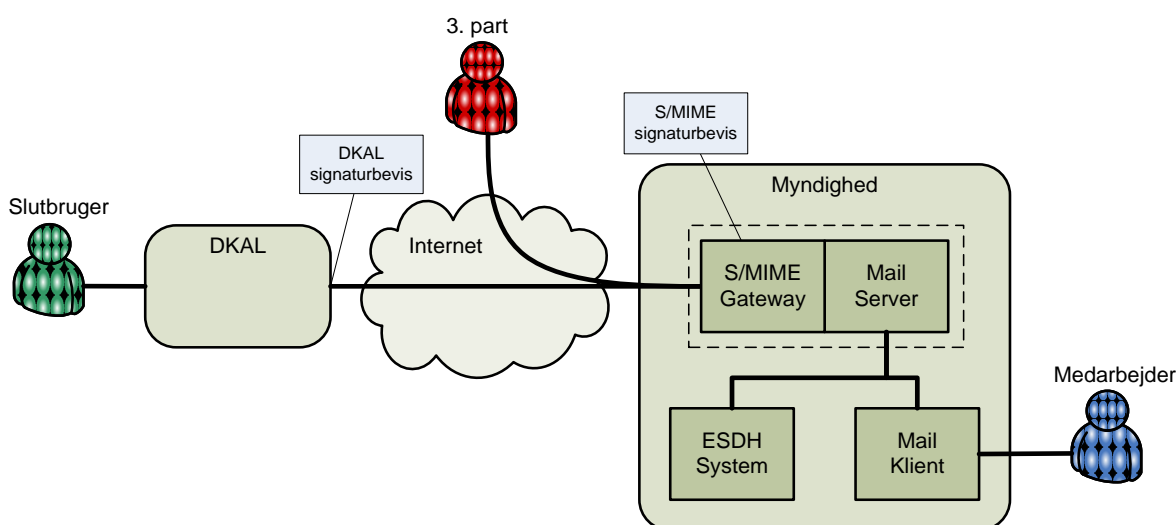 3. part
S/MIME
signaturbevis
DKAL
signaturbevis
Myndighed
Slutbruger
DKAL
Internet
S/MIME
Gateway
Mail
Server
Medarbejder
ESDH
System
Mail
Klient